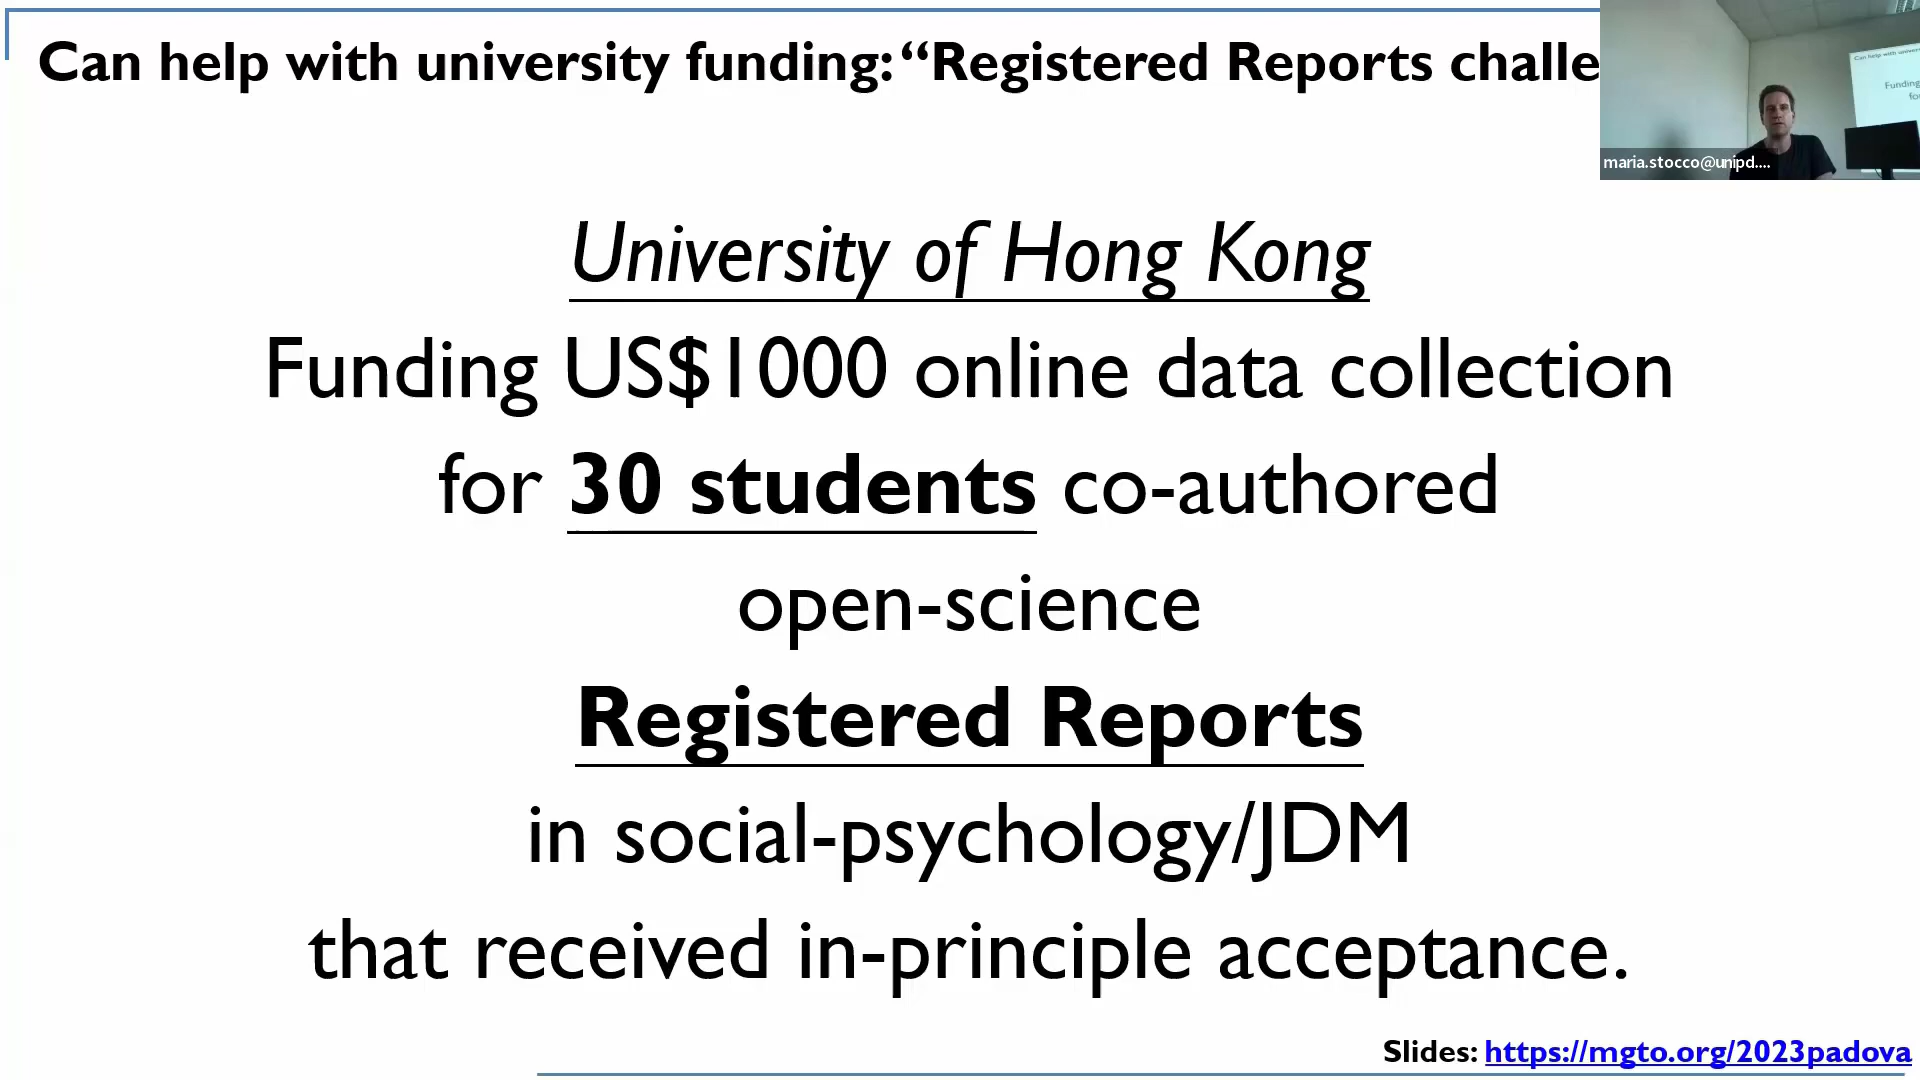 Can help with university funding: “Registered Reports challe
maria.stocco@unipd....
University of Hong Kong
Funding US$1000 online data collection
for 30 students co-authored
open-science
Registered Reports
in social-psychology/JDM
that received in-principle acceptance.
Slides: https://mgto.org/2023padova